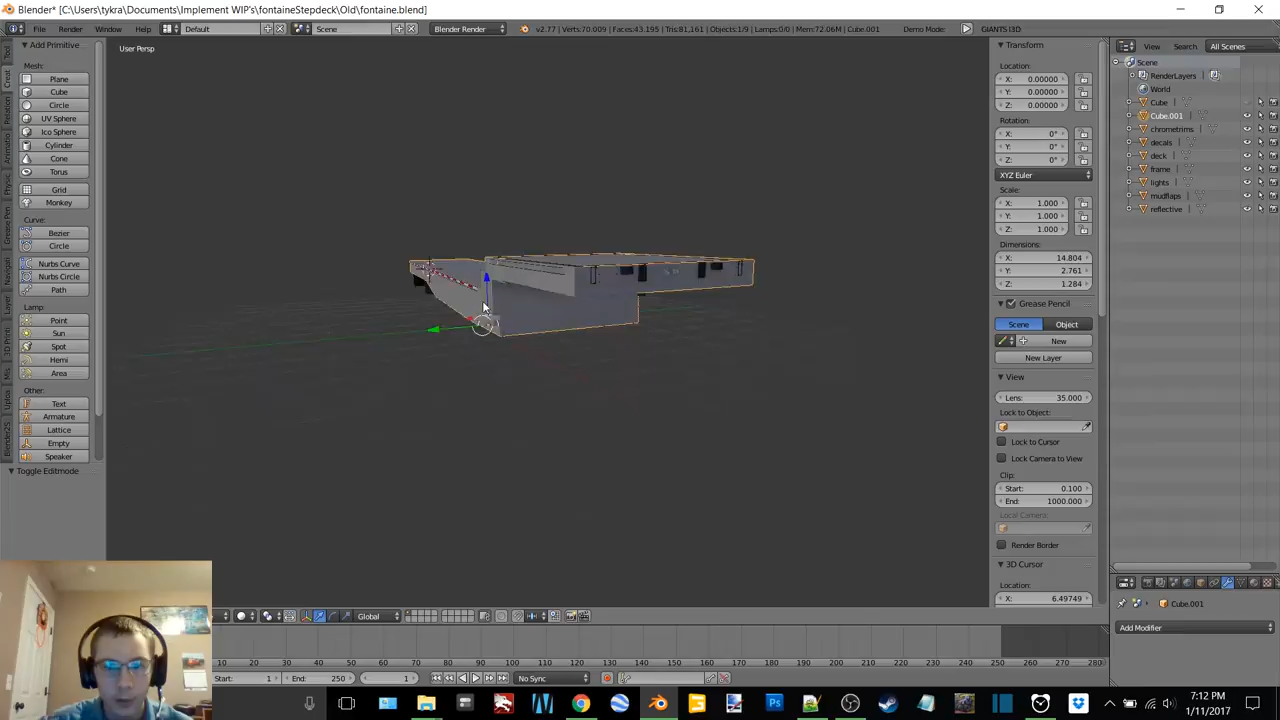 Blender* [C:\Users\tykra\Documents\Implement WIP's\fontaineStepdeck\Old\fontaine.blend]
File Render Window Help Default Scene Blender Render v2.77 | Verts:70,009 | Faces:43,195 | Tris:81,161 | Objects:1/9 | Lamps:0/0 | Mem:72.06M | Cube.001 Demo Mode: GIANTS I3D
View Search All Scenes
Add Primitive
Mesh:
Plane
Cube
Circle
UV Sphere
Ico Sphere
Cylinder
Cone
Torus
Grid
Monkey
Curve:
Bezier
Circle
Nurbs Curve
Nurbs Circle
Path
Lamp:
Point
Sun
Spot
Hemi
Area
Other:
Text
Armature
Lattice
Empty
Speaker
Toggle Editmode
User Persp
Transform
Location:
X: 0.00000
Y: 0.00000
Z: 0.00000
Rotation:
X: 0°
Y: 0°
Z: 0°
XYZ Euler
Scale:
X: 1.000
Y: 1.000
Z: 1.000
Dimensions:
X: 14.804
Y: 2.761
Z: 1.284
Grease Pencil
Scene Object
New
New Layer
View
Lens: 35.000
Lock to Object:
Lock to Cursor
Lock Camera to View
Clip:
Start: 0.100
End: 1000.000
Local Camera:
Render Border
3D Cursor
Location:
X: 6.49749
Scene
RenderLayers
World
Cube
Cube.001
chrometrims
decals
deck
frame
lights
mudflaps
reflective
Cube.001
Add Modifier
Global
10 20 30 40 50 60 70 80 90 100 110 120 130 140 150 160 170 180 190 200 210 220 230 240 250 260 270 280
Start: 1 End: 250 1 No Sync
7:12 PM
1/11/2017